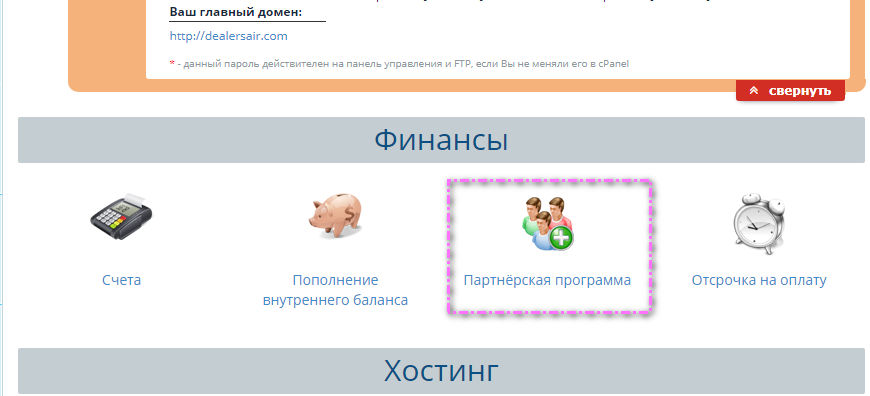 Ваш главный домен:
http://dealersair.com
* - данный пароль действителен на панель управления и FTP, если Вы не меняли его в cPanel
свернуть
Финансы
Счета
Пополнение
внутреннего баланса
Партнёрская программа
Отсрочка на оплату
Хостинг